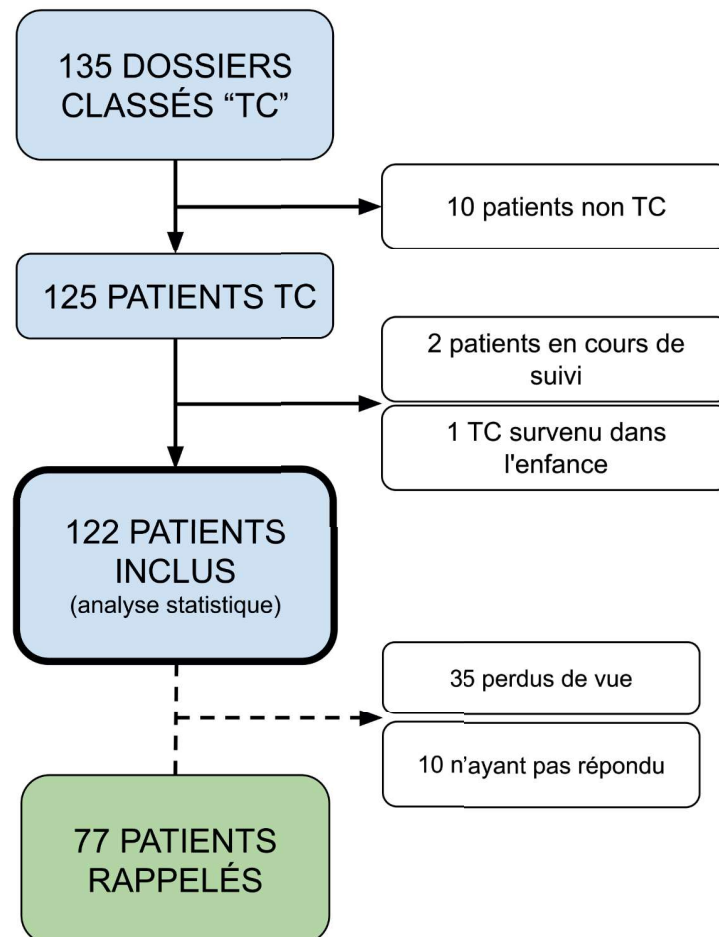 135 DOSSIERS
CLASSÉS “TC”
10 patients non TC
125 PATIENTS TC
2 patients en cours de
suivi
1 TC survenu dans
l'enfance
122 PATIENTS
INCLUS
(analyse statistique)
35 perdus de vue
10 n’ayant pas répondu
77 PATIENTS
RAPPELÉS